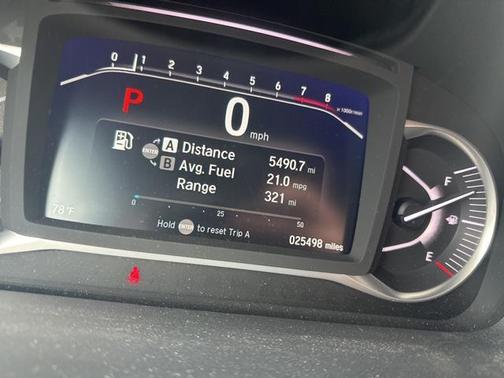 0 1 2 3 4 5 6 7 8
x 1000r/min
P 0
mph
A Distance 5490.7 mi
ENTER
B Avg. Fuel 21.0 mpg
Range 321 mi
0 25 50
78°F
Hold ENTER to reset Trip A
025498 miles
F
E